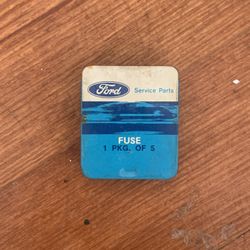 Ford
Service Parts
FUSE
1 PKG. OF 5